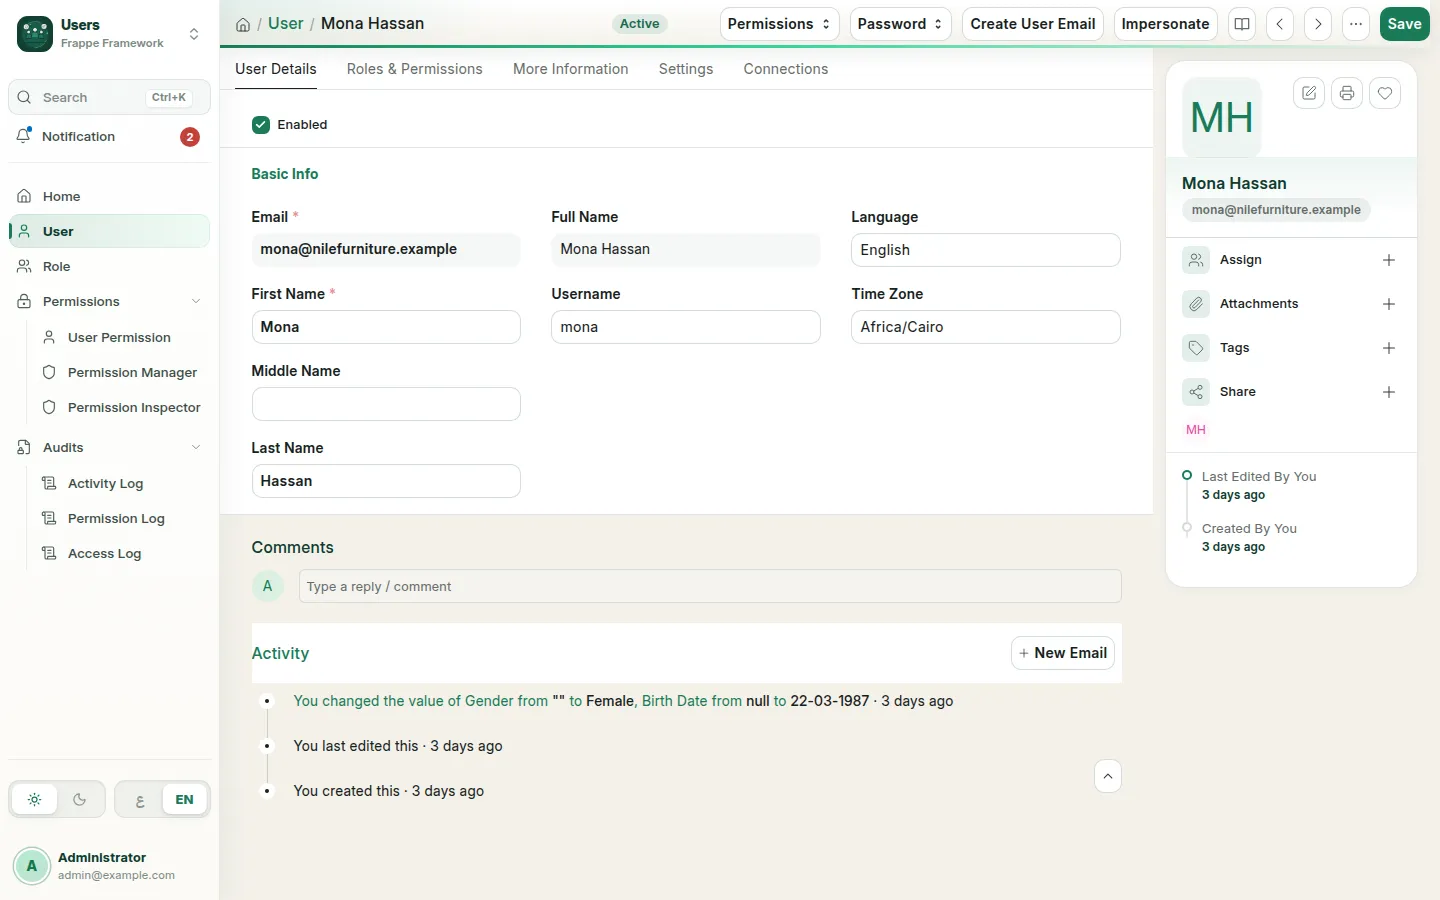 Users
Frappe Framework
Search
Ctrl+K
Notification
2
Home
User
Role
Permissions
User Permission
Permission Manager
Permission Inspector
Audits
Activity Log
Permission Log
Access Log
ع
EN
A
Administrator
admin@example.com
/ User / Mona Hassan
Active
Permissions
Password
Create User Email
Impersonate
Save
User Details
Roles & Permissions
More Information
Settings
Connections
Enabled
Basic Info
Email *
mona@nilefurniture.example
Full Name
Mona Hassan
Language
English
First Name *
Mona
Username
mona
Time Zone
Africa/Cairo
Middle Name
Last Name
Hassan
Comments
A
Type a reply / comment
Activity
+ New Email
You changed the value of Gender from "" to Female, Birth Date from null to 22-03-1987 · 3 days ago
You last edited this · 3 days ago
You created this · 3 days ago
MH
Mona Hassan
mona@nilefurniture.example
Assign
Attachments
Tags
Share
MH
Last Edited By You
3 days ago
Created By You
3 days ago